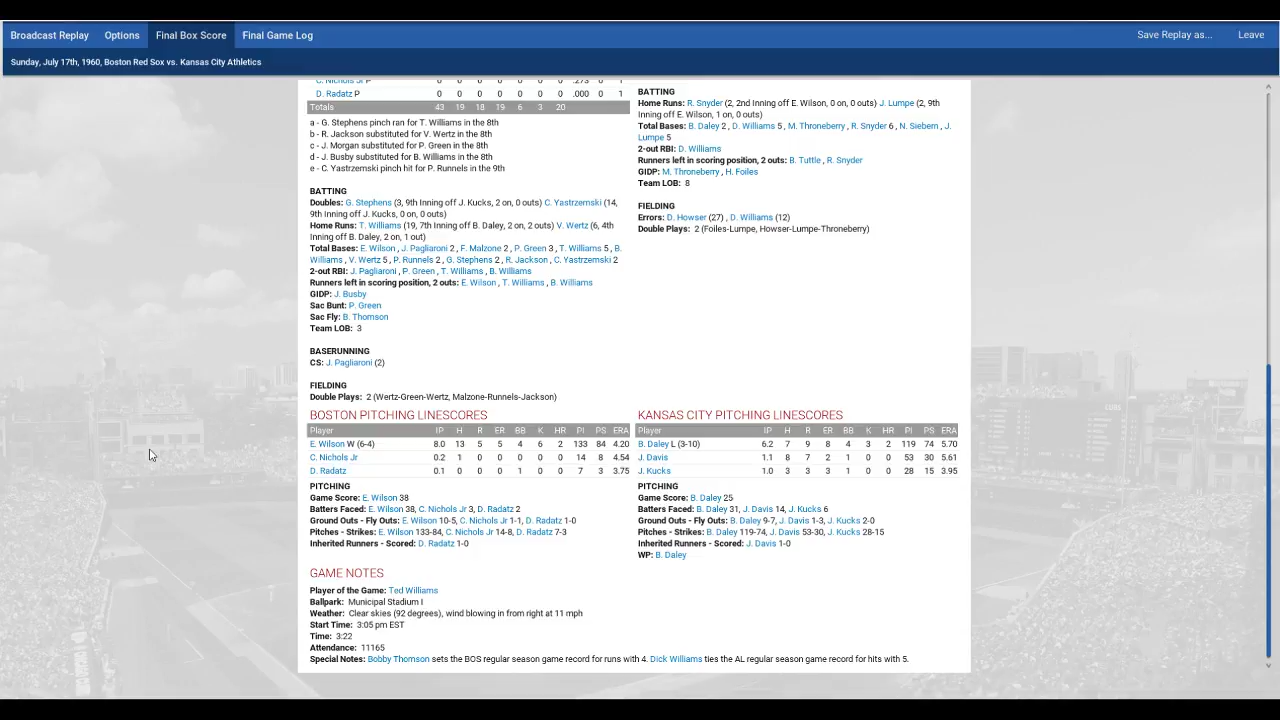 Broadcast Replay Options Final Box Score Final Game Log Save Replay as... Leave
Sunday, July 17th, 1960, Boston Red Sox vs. Kansas City Athletics
C. Nichols Jr P 0 0 0 0 0 0 0 .273 0 1
D. Radatz P 0 0 0 0 0 0 0 .000 0 1
Totals 43 19 18 19 6 3 20
a - G. Stephens pinch ran for T. Williams in the 8th
b - R. Jackson substituted for V. Wertz in the 8th
c - J. Morgan substituted for P. Green in the 8th
d - J. Busby substituted for B. Williams in the 8th
e - C. Yastrzemski pinch hit for P. Runnels in the 9th
BATTING
Doubles: G. Stephens (3, 9th Inning off J. Kucks, 2 on, 0 outs) C. Yastrzemski (14,
9th Inning off J. Kucks, 0 on, 0 outs)
Home Runs: T. Williams (19, 7th Inning off B. Daley, 2 on, 2 outs) V. Wertz (6, 4th
Inning off B. Daley, 2 on, 1 out)
Total Bases: E. Wilson , J. Pagliaroni 2 , F. Malzone 2 , P. Green 3 , T. Williams 5 , B.
Williams , V. Wertz 5 , P. Runnels 2 , G. Stephens 2 , R. Jackson , C. Yastrzemski 2
2-out RBI: J. Pagliaroni , P. Green , T. Williams , B. Williams
Runners left in scoring position, 2 outs: E. Wilson , T. Williams , B. Williams
GIDP: J. Busby
Sac Bunt: P. Green
Sac Fly: B. Thomson
Team LOB: 3
BASERUNNING
CS: J. Pagliaroni (2)
FIELDING
Double Plays: 2 (Wertz-Green-Wertz, Malzone-Runnels-Jackson)
BATTING
Home Runs: R. Snyder (2, 2nd Inning off E. Wilson, 0 on, 0 outs) J. Lumpe (2, 9th
Inning off E. Wilson, 1 on, 0 outs)
Total Bases: B. Daley 2 , D. Williams 5 , M. Throneberry , R. Snyder 6 , N. Siebern , J.
Lumpe 5
2-out RBI: D. Williams
Runners left in scoring position, 2 outs: B. Tuttle , R. Snyder
GIDP: M. Throneberry , H. Foiles
Team LOB: 8
FIELDING
Errors: D. Howser (27) , D. Williams (12)
Double Plays: 2 (Foiles-Lumpe, Howser-Lumpe-Throneberry)
BOSTON PITCHING LINESCORES
Player IP H R ER BB K HR PI PS ERA
E. Wilson W (6-4) 8.0 13 5 5 4 6 2 133 84 4.20
C. Nichols Jr 0.2 1 0 0 0 0 0 14 8 4.54
D. Radatz 0.1 0 0 0 1 0 0 7 3 3.75
PITCHING
Game Score: E. Wilson 38
Batters Faced: E. Wilson 38, C. Nichols Jr 3, D. Radatz 2
Ground Outs - Fly Outs: E. Wilson 10-5, C. Nichols Jr 1-1, D. Radatz 1-0
Pitches - Strikes: E. Wilson 133-84, C. Nichols Jr 14-8, D. Radatz 7-3
Inherited Runners - Scored: D. Radatz 1-0
KANSAS CITY PITCHING LINESCORES
Player IP H R ER BB K HR PI PS ERA
B. Daley L (3-10) 6.2 7 9 8 4 3 2 119 74 5.70
J. Davis 1.1 8 7 2 1 0 0 53 30 5.61
J. Kucks 1.0 3 3 3 1 0 0 28 15 3.95
PITCHING
Game Score: B. Daley 25
Batters Faced: B. Daley 31, J. Davis 14, J. Kucks 6
Ground Outs - Fly Outs: B. Daley 9-7, J. Davis 1-3, J. Kucks 2-0
Pitches - Strikes: B. Daley 119-74, J. Davis 53-30, J. Kucks 28-15
Inherited Runners - Scored: J. Davis 1-0
WP: B. Daley
GAME NOTES
Player of the Game: Ted Williams
Ballpark: Municipal Stadium I
Weather: Clear skies (92 degrees), wind blowing in from right at 11 mph
Start Time: 3:05 pm EST
Time: 3:22
Attendance: 11165
Special Notes: Bobby Thomson sets the BOS regular season game record for runs with 4. Dick Williams ties the AL regular season game record for hits with 5.